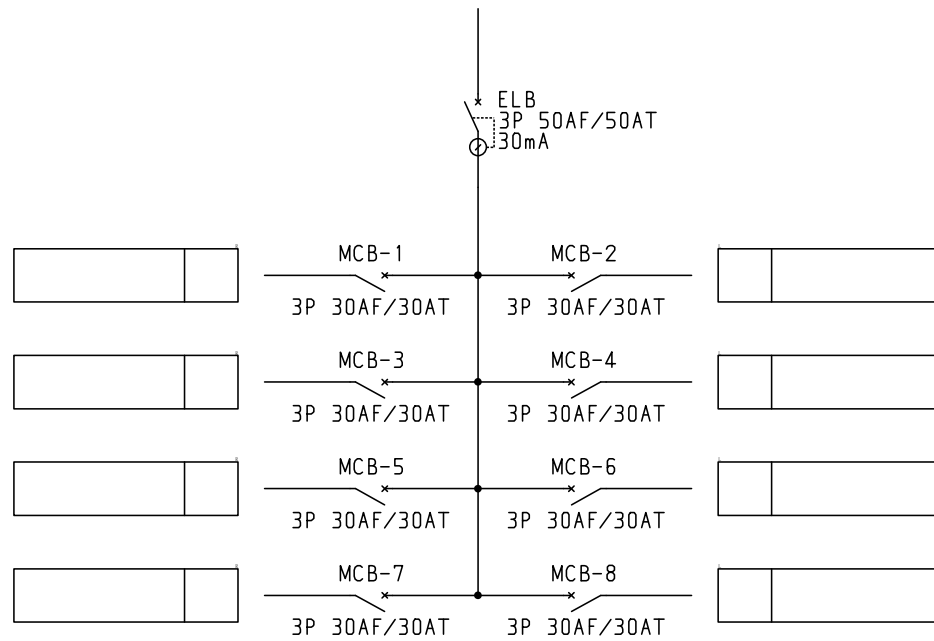 ELB
3P 50AF/50AT
30mA
MCB-1
MCB-2
3P 30AF/30AT
3P 30AF/30AT
MCB-3
MCB-4
3P 30AF/30AT
3P 30AF/30AT
MCB-5
MCB-6
3P 30AF/30AT
3P 30AF/30AT
MCB-7
MCB-8
3P 30AF/30AT
3P 30AF/30AT